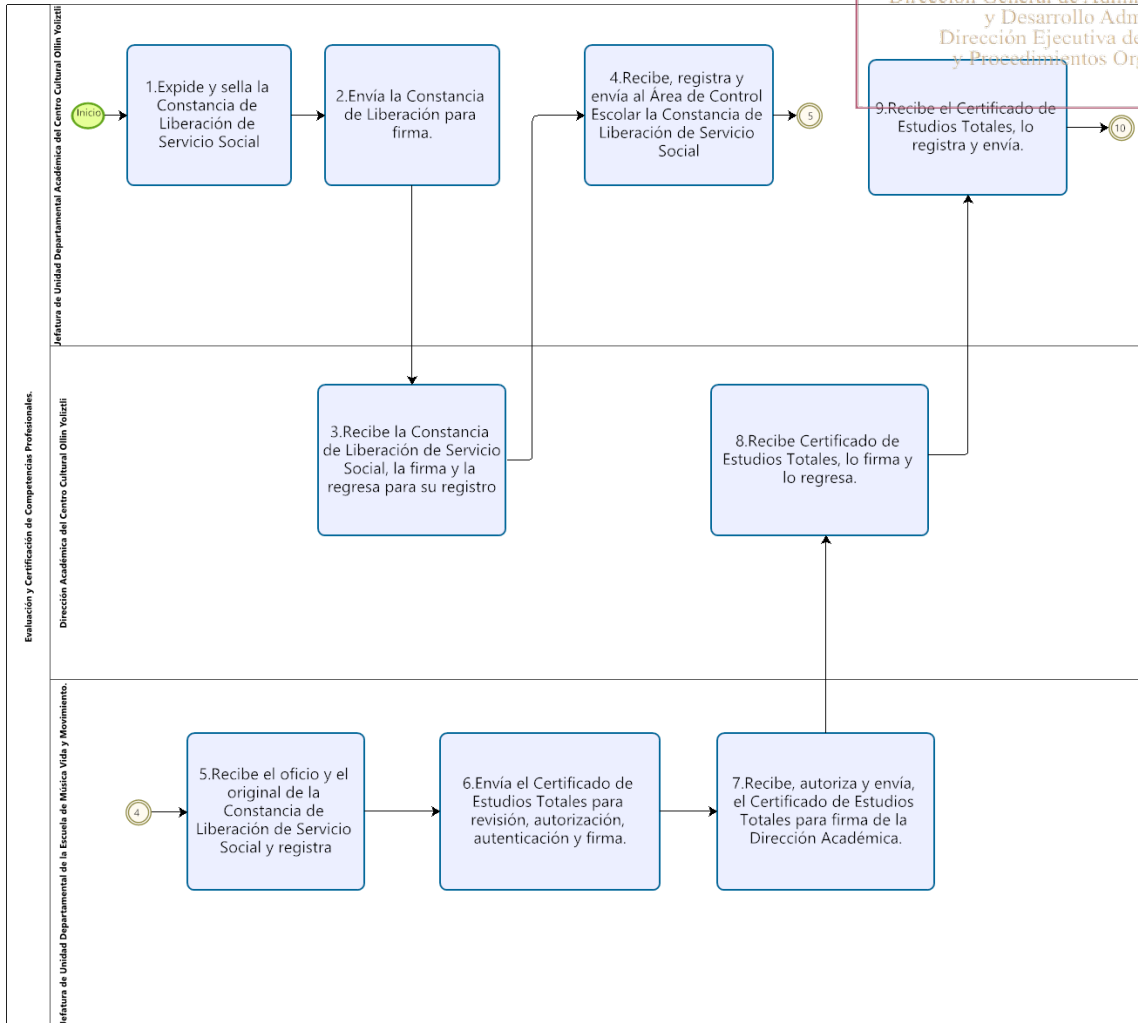 Dirección General de Admin
y Desarrollo Adm
Dirección Ejecutiva de
y Procedimientos Org
Evaluación y Certificación de Competencias Profesionales.
Jefatura de Unidad Departamental Académica del Centro Cultural Ollin Yoliztli
Inicio
1.Expide y sella la
Constancia de
Liberación de
Servicio Social
2.Envía la Constancia
de Liberación para
firma.
4.Recibe, registra y
envía al Área de Control
Escolar la Constancia de
Liberación de Servicio
Social
5
9.Recibe el Certificado de
Estudios Totales, lo
registra y envía.
10
Dirección Académica del Centro Cultural Ollin Yoliztli
3.Recibe la Constancia
de Liberación de Servicio
Social, la firma y la
regresa para su registro
8.Recibe Certificado de
Estudios Totales, lo firma y
lo regresa.
Jefatura de Unidad Departamental de la Escuela de Música Vida y Movimiento.
4
5.Recibe el oficio y el
original de la
Constancia de
Liberación de Servicio
Social y registra
6.Envía el Certificado de
Estudios Totales para
revisión, autorización,
autenticación y firma.
7.Recibe, autoriza y envía,
el Certificado de Estudios
Totales para firma de la
Dirección Académica.